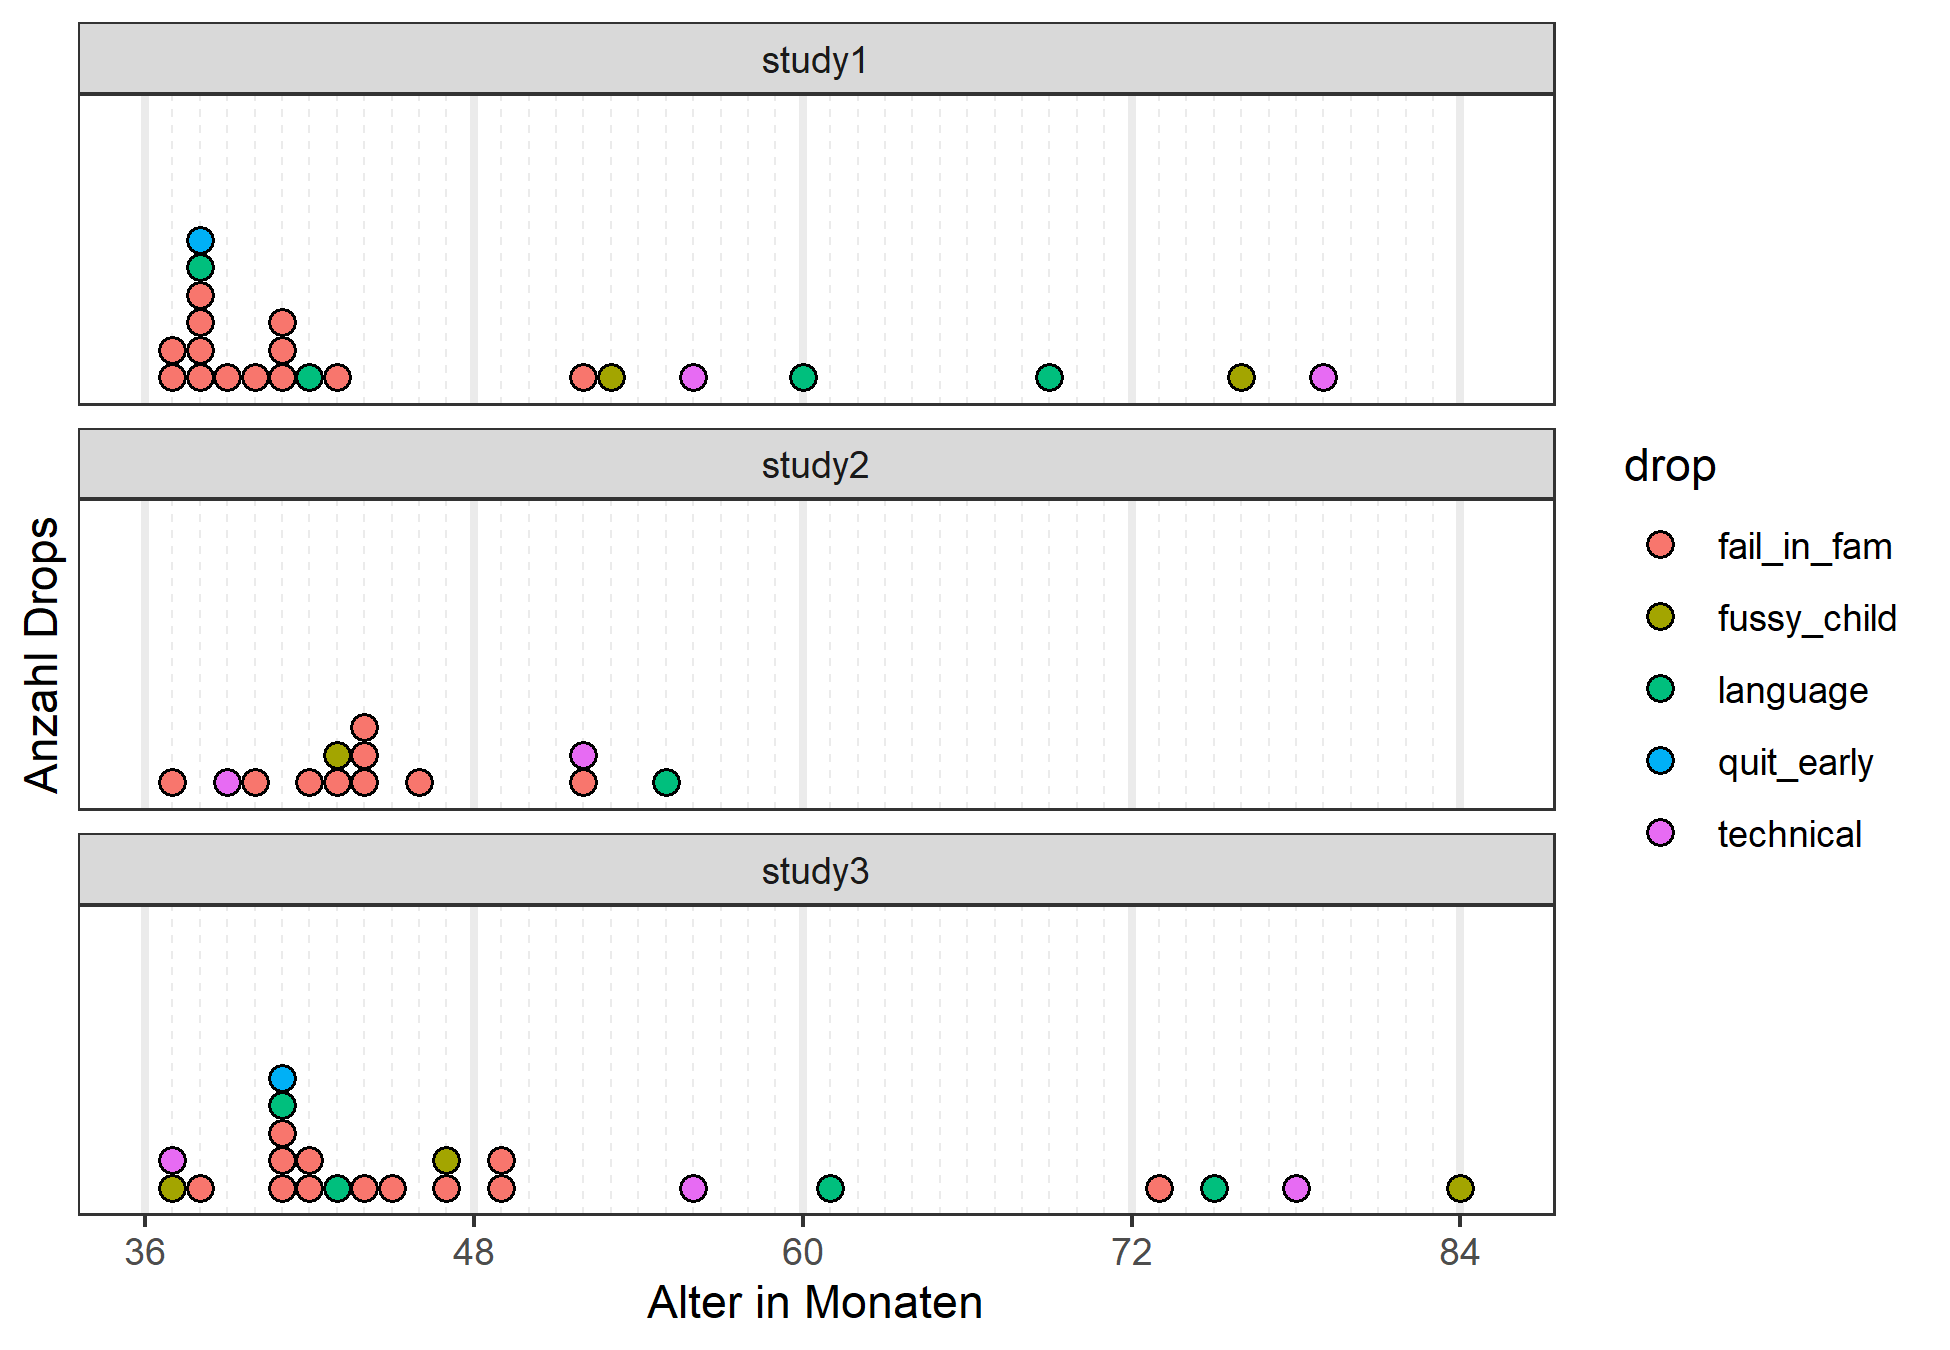 study1
study2
study3
Anzahl Drops
36 48 60 72 84
Alter in Monaten
drop
fail_in_fam
fussy_child
language
quit_early
technical